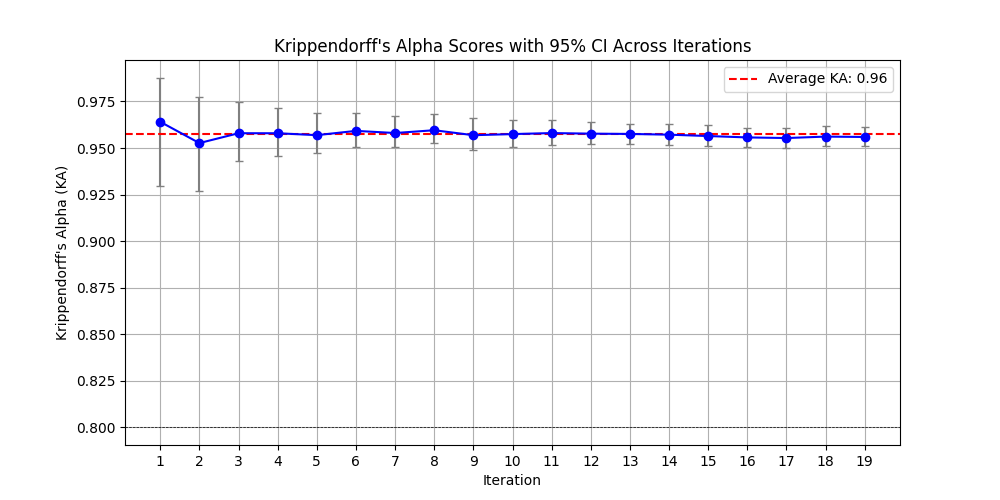 Krippendorff's Alpha Scores with 95% CI Across Iterations
Average KA: 0.96
Krippendorff's Alpha (KA)
0.975
0.950
0.925
0.900
0.875
0.850
0.825
0.800
1 2 3 4 5 6 7 8 9 10 11 12 13 14 15 16 17 18 19
Iteration